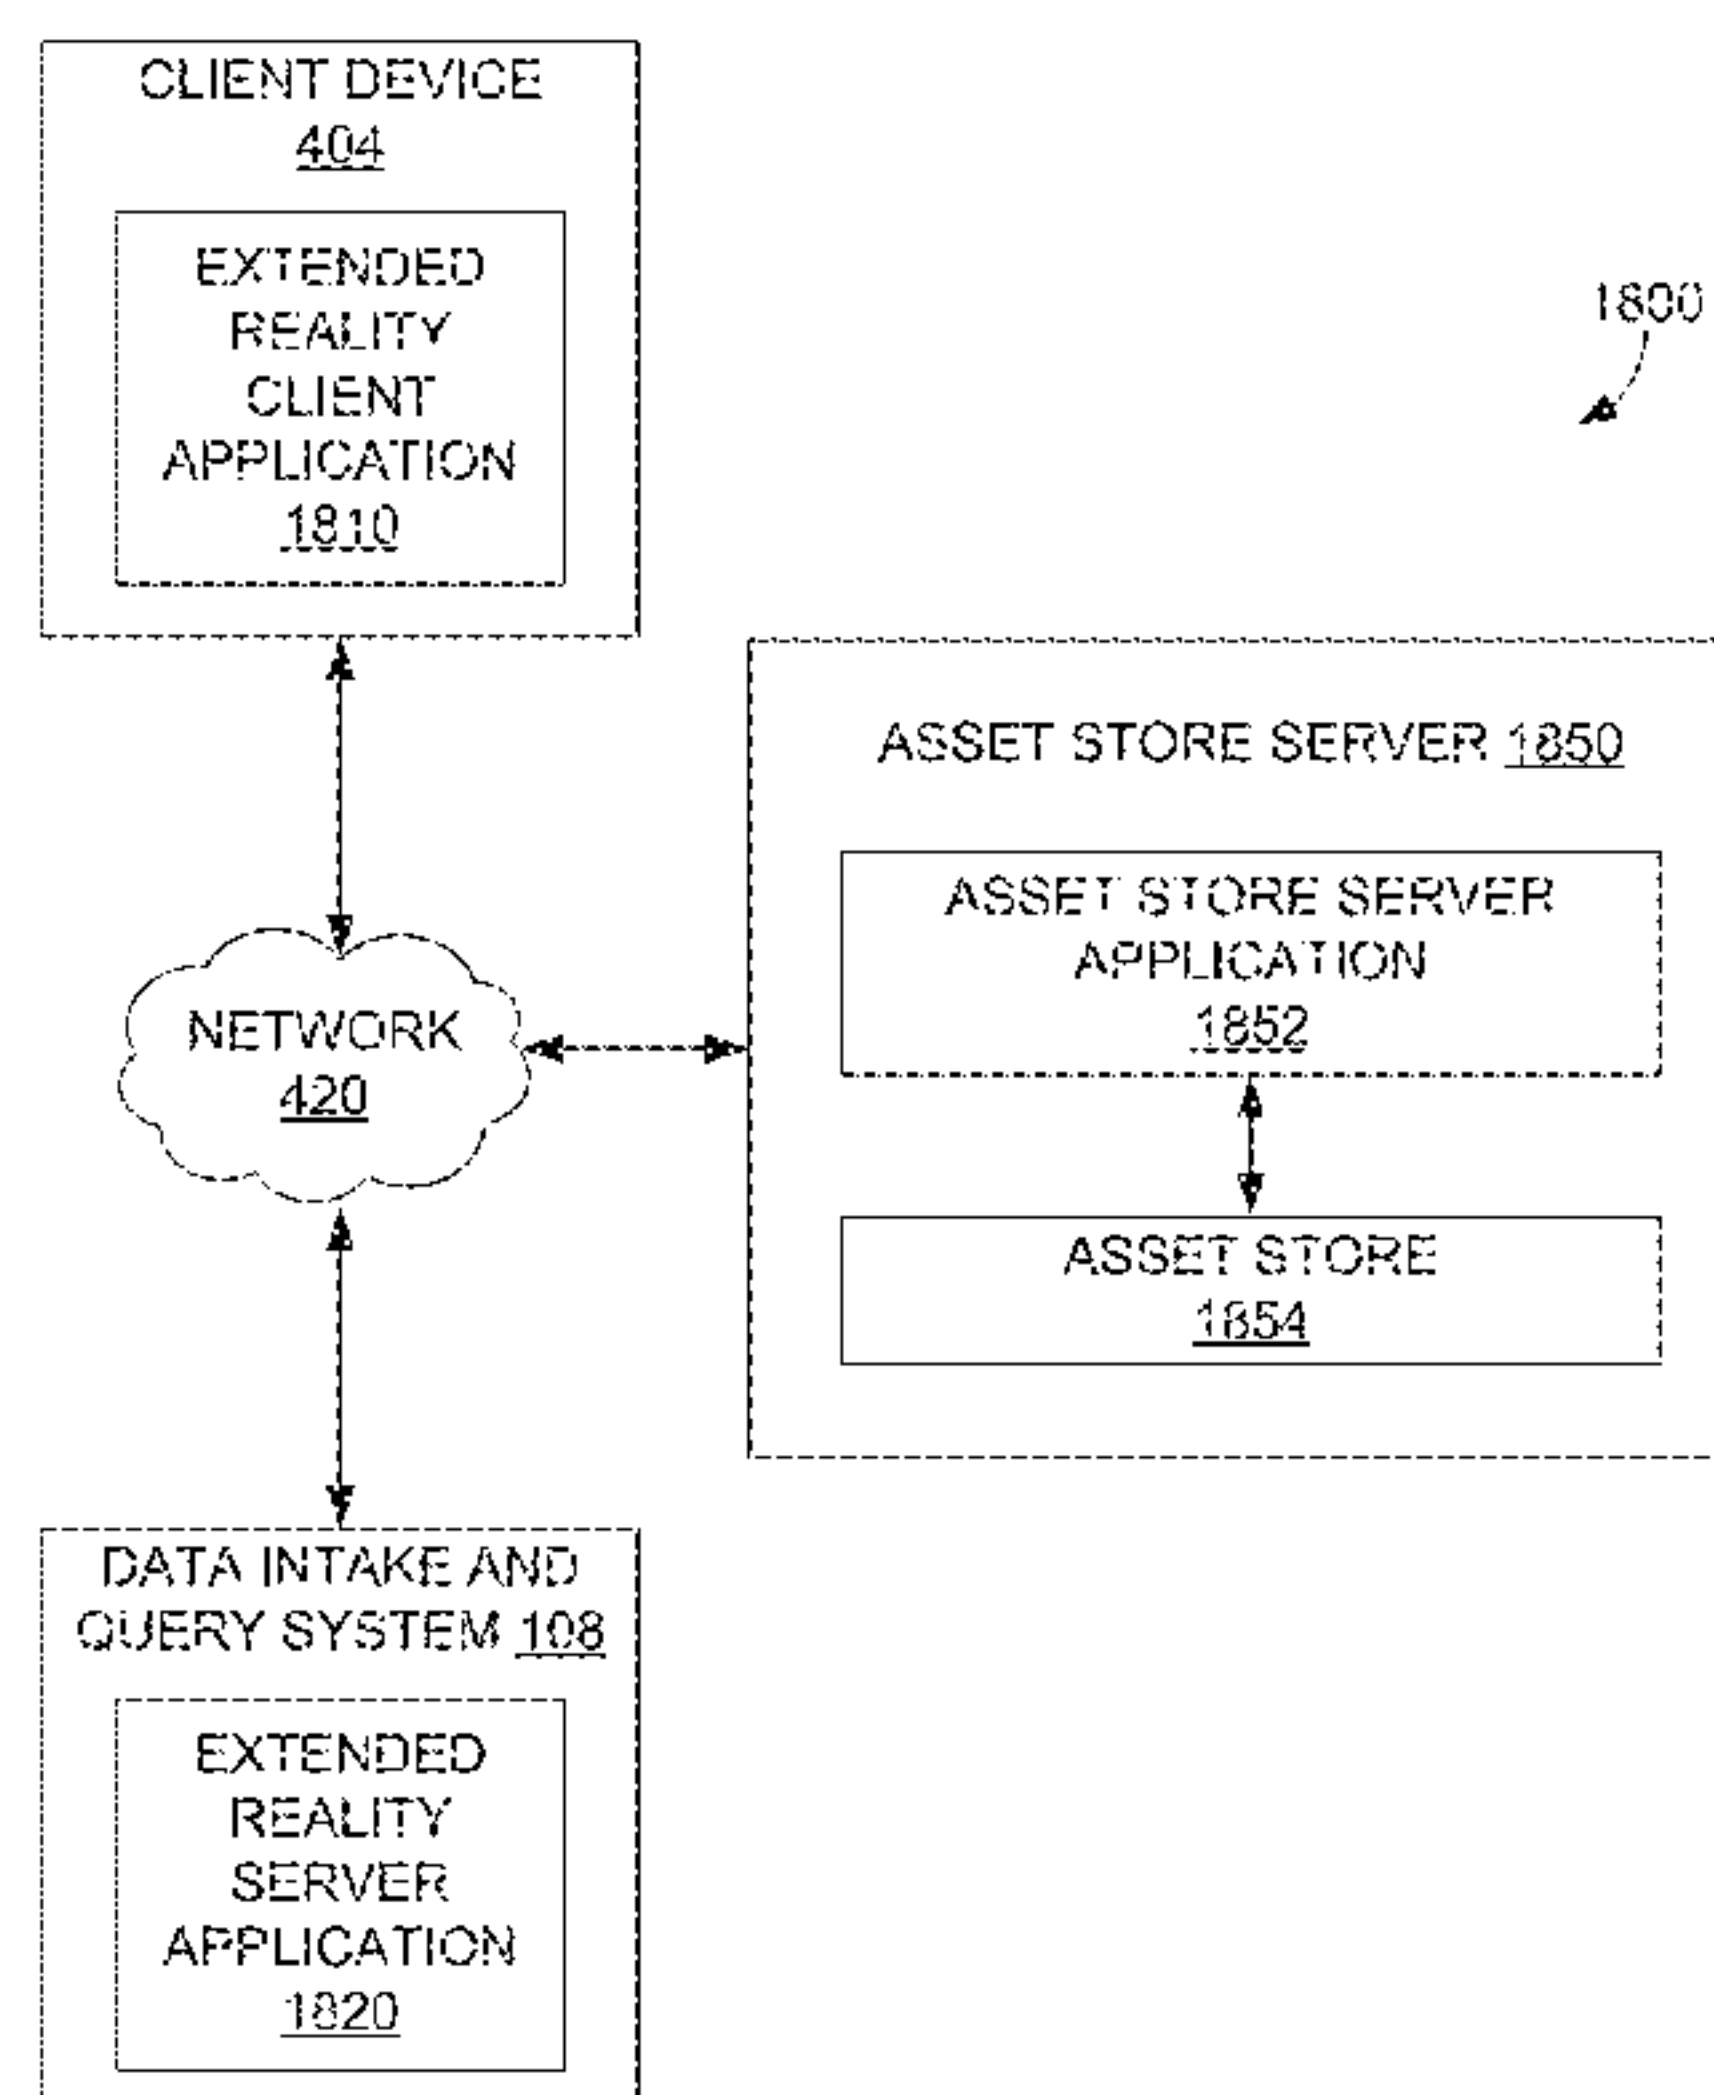 CLIENT DEVICE
404
EXTENDED
REALITY
CLIENT
APPLICATION
1810
1800
ASSET STORE SERVER 1850
ASSET STORE SERVER
APPLICATION
1852
NETWORK
420
ASSET STORE
1854
DATA INTAKE AND
QUERY SYSTEM 108
EXTENDED
REALITY
SERVER
APPLICATION
1820